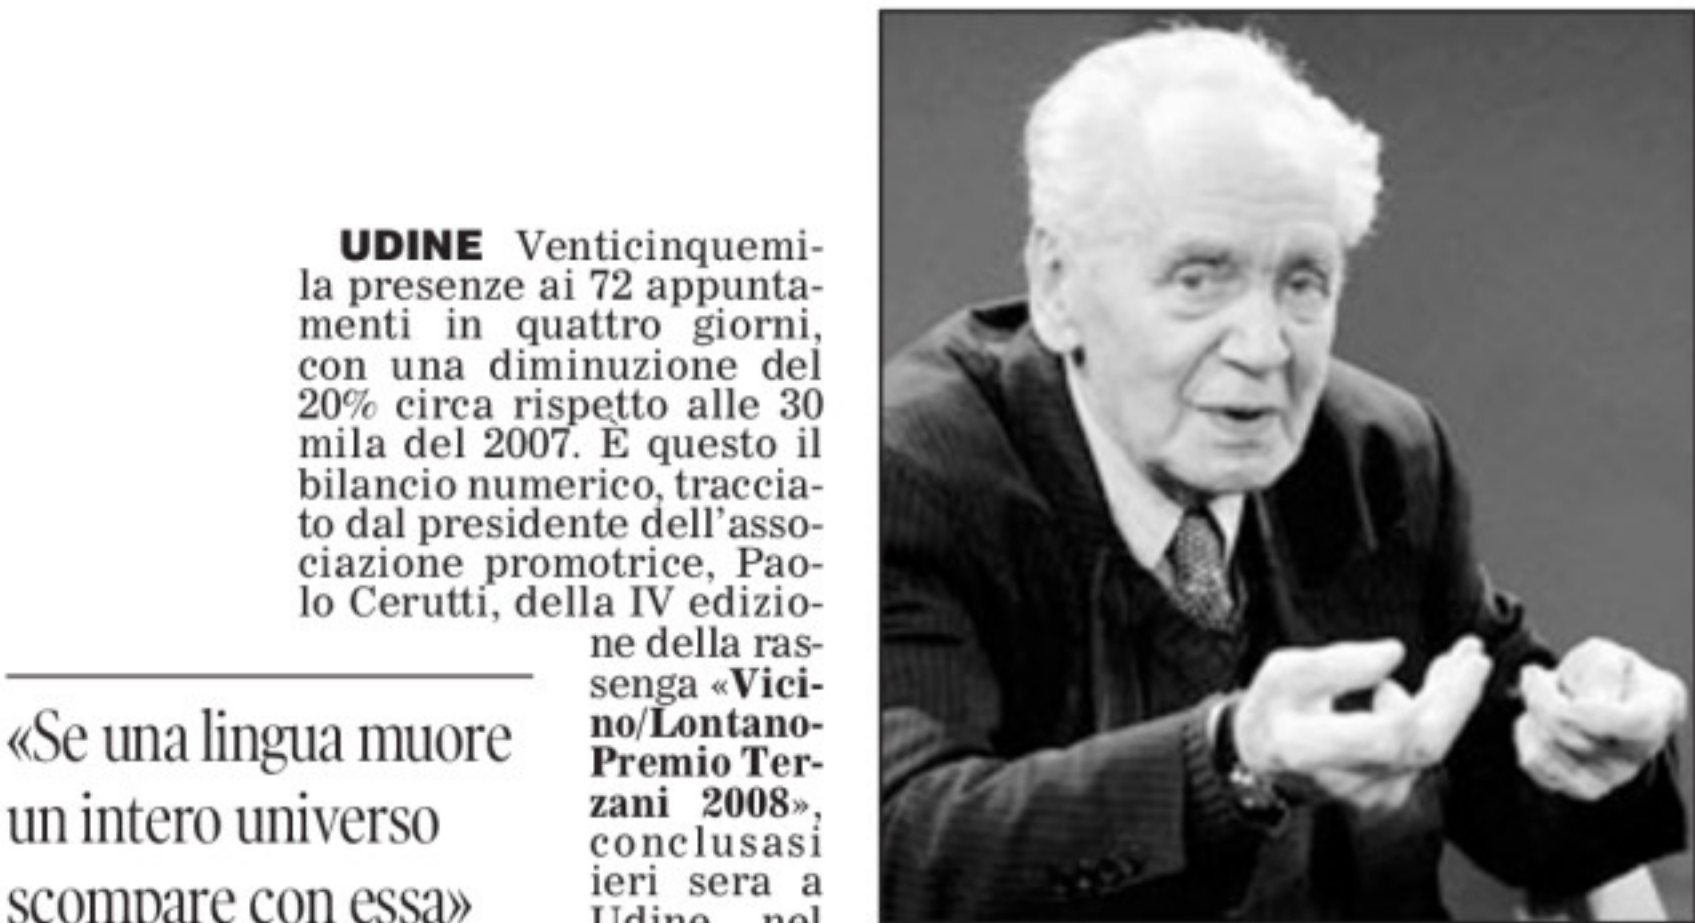 UDINE Venticinquemi-
la presenze ai 72 appunta-
menti in quattro giorni,
con una diminuzione del
20% circa rispetto alle 30
mila del 2007. È questo il
bilancio numerico, traccia-
to dal presidente dell'asso-
ciazione promotrice, Pao-
lo Cerutti, della IV edizio-
ne della ras-
senga «Vici-
no/Lontano-
Premio Ter-
zani 2008»,
conclusasi
ieri sera a
Udine, nel
«Se una lingua muore
un intero universo
scompare con essa»